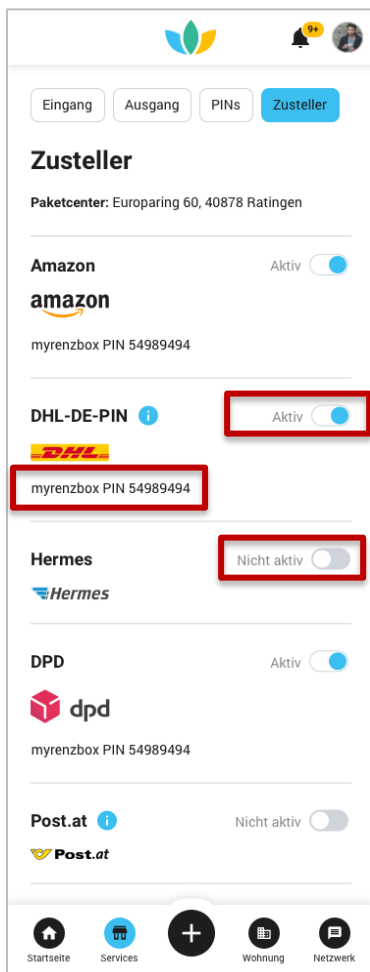 9+
Eingang Ausgang PINs Zusteller
Zusteller
Paketcenter: Europaring 60, 40878 Ratingen
Amazon Aktiv
amazon
myrenzbox PIN 54989494
DHL-DE-PIN i Aktiv
DHL
myrenzbox PIN 54989494
Hermes Nicht aktiv
Hermes
DPD Aktiv
dpd
myrenzbox PIN 54989494
Post.at i Nicht aktiv
Post.at
Startseite Services + Wohnung Netzwerk